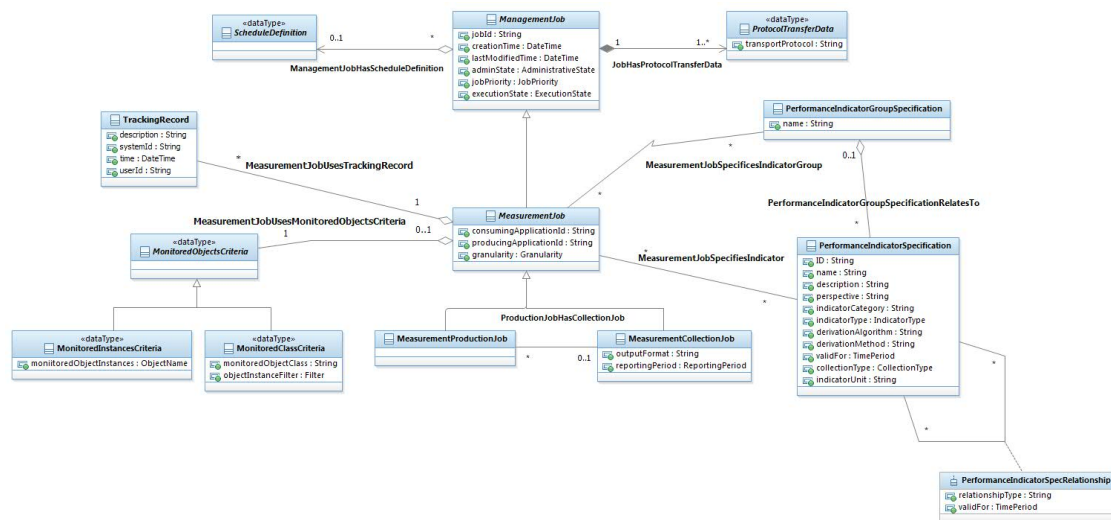 «dataType»
ScheduleDefinition
0..1
*
ManagementJobHasScheduleDefinition
ManagementJob
jobId : String
creationTime : DateTime
lastModifiedTime : DateTime
adminState : AdministrativeState
jobPriority : JobPriority
executionState : ExecutionState
1
1..*
JobHasProtocolTransferData
«dataType»
ProtocolTransferData
transportProtocol : String
TrackingRecord
description : String
systemId : String
time : DateTime
userId : String
*
MeasurementJobUsesTrackingRecord
1
PerformanceIndicatorGroupSpecification
name : String
*
MeasurementJobSpecificesIndicatorGroup
*
0..1
PerformanceIndicatorGroupSpecificationRelatesTo
*
MeasurementJobUsesMonitoredObjectsCriteria
1
0..1
MeasurementJob
consumingApplicationId : String
producingApplicationId : String
granularity : Granularity
*
MeasurementJobSpecifiesIndicator
*
«dataType»
MonitoredObjectsCriteria
PerformanceIndicatorSpecification
ID : String
name : String
description : String
perspective : String
indicatorCategory : String
indicatorType : IndicatorType
derivationAlgorithm : String
derivationMethod : String
validFor : TimePeriod
collectionType : CollectionType
indicatorUnit : String
«dataType»
MonitoredInstancesCriteria
moniitoredObjectInstances : ObjectName
«dataType»
MonitoredClassCriteria
monitoredObjectClass : String
objectInstanceFilter : Filter
ProductionJobHasCollectionJob
MeasurementProductionJob
*
0..1
MeasurementCollectionJob
outputFormat : String
reportingPeriod : ReportingPeriod
*
*
PerformanceIndicatorSpecRelationship
relationshipType : String
validFor : TimePeriod